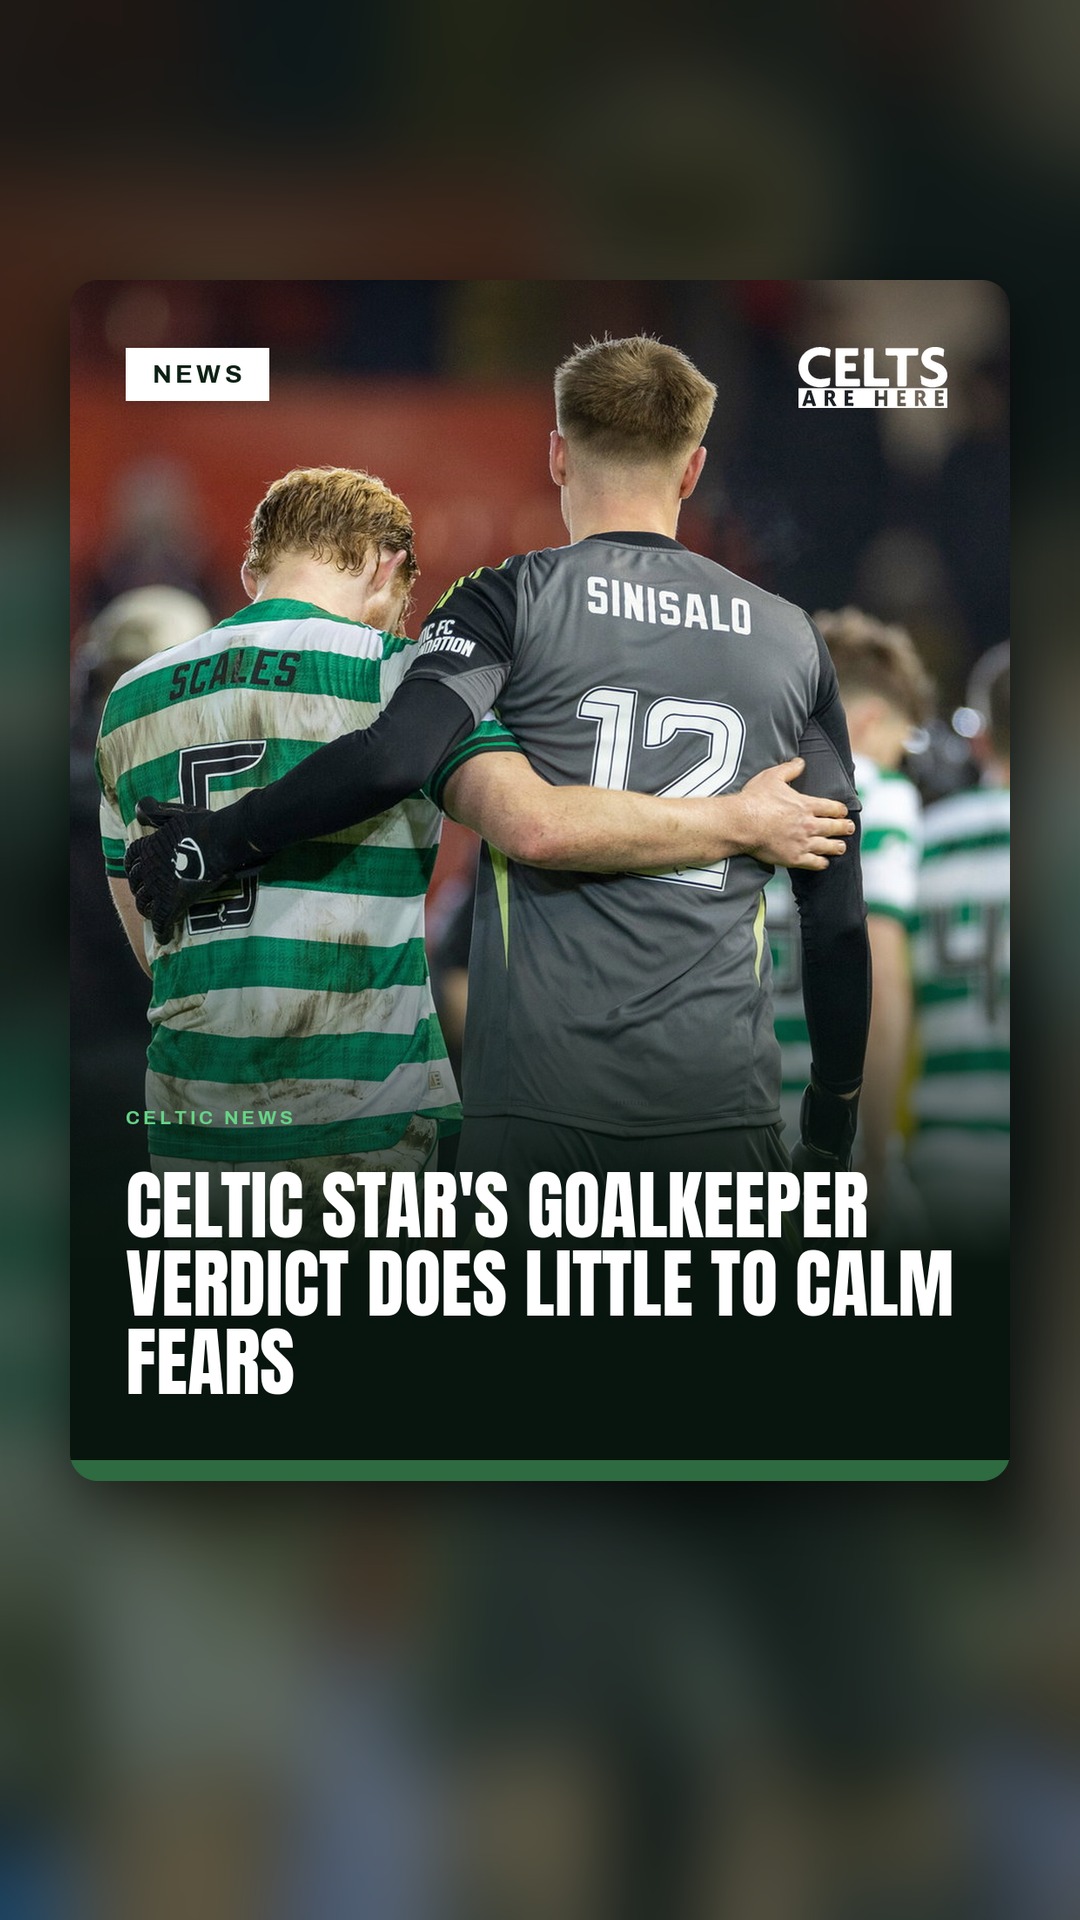 NEWS
CELTS
ARE HERE
SINISALO
SCALES
12
5
CELTIC NEWS
CELTIC STAR'S GOALKEEPER
VERDICT DOES LITTLE TO CALM
FEARS